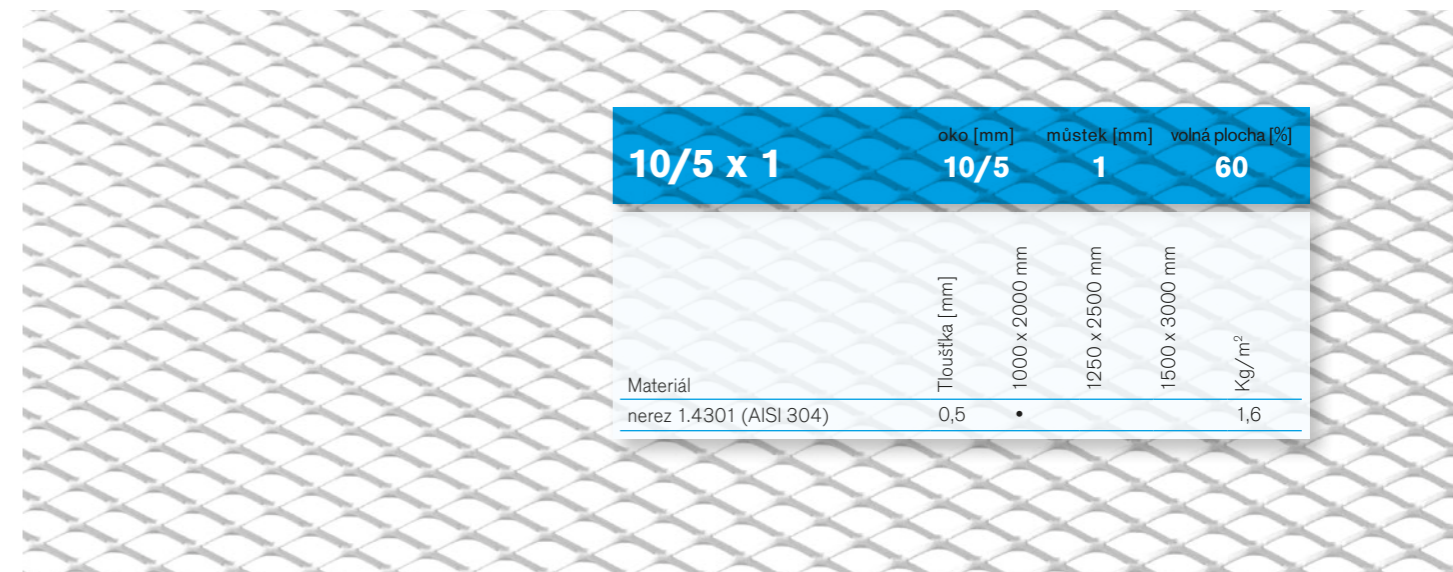 oko [mm] můstek [mm] volná plocha [%]
10/5 x 1 10/5 1 60
Materiál Tloušťka [mm] 1000 x 2000 mm 1250 x 2500 mm 1500 x 3000 mm Kg/m²
nerez 1.4301 (AISI 304) 0,5 • 1,6